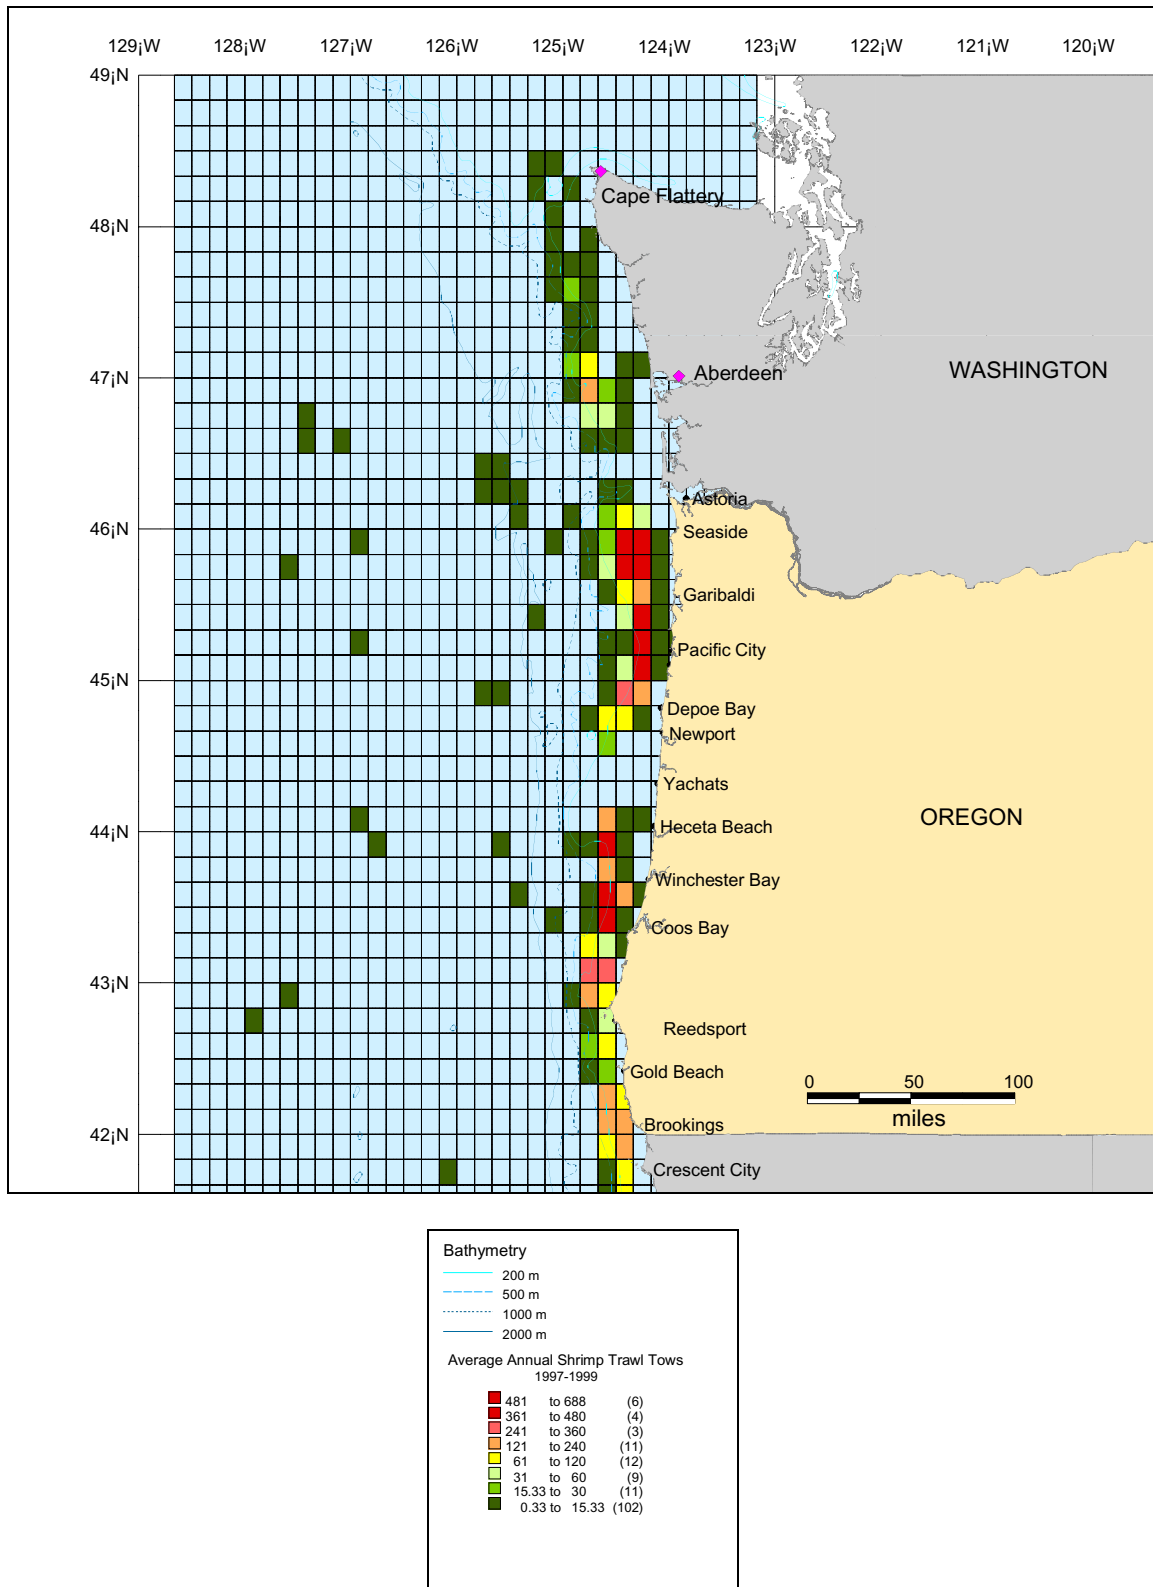 129¡W 128¡W 127¡W 126¡W 125¡W 124¡W 123¡W 122¡W 121¡W 120¡W
49¡N
Cape Flattery
48¡N
47¡N
Aberdeen
WASHINGTON
Astoria
46¡N
Seaside
Garibaldi
Pacific City
45¡N
Depoe Bay
Newport
Yachats
44¡N
Heceta Beach
OREGON
Winchester Bay
Coos Bay
43¡N
Reedsport
Gold Beach
0 50 100
miles
Brookings
42¡N
Crescent City
Bathymetry
200 m
500 m
1000 m
2000 m
Average Annual Shrimp Trawl Tows
1997-1999
481 to 688 (6)
361 to 480 (4)
241 to 360 (3)
121 to 240 (11)
61 to 120 (12)
31 to 60 (9)
15.33 to 30 (11)
0.33 to 15.33 (102)